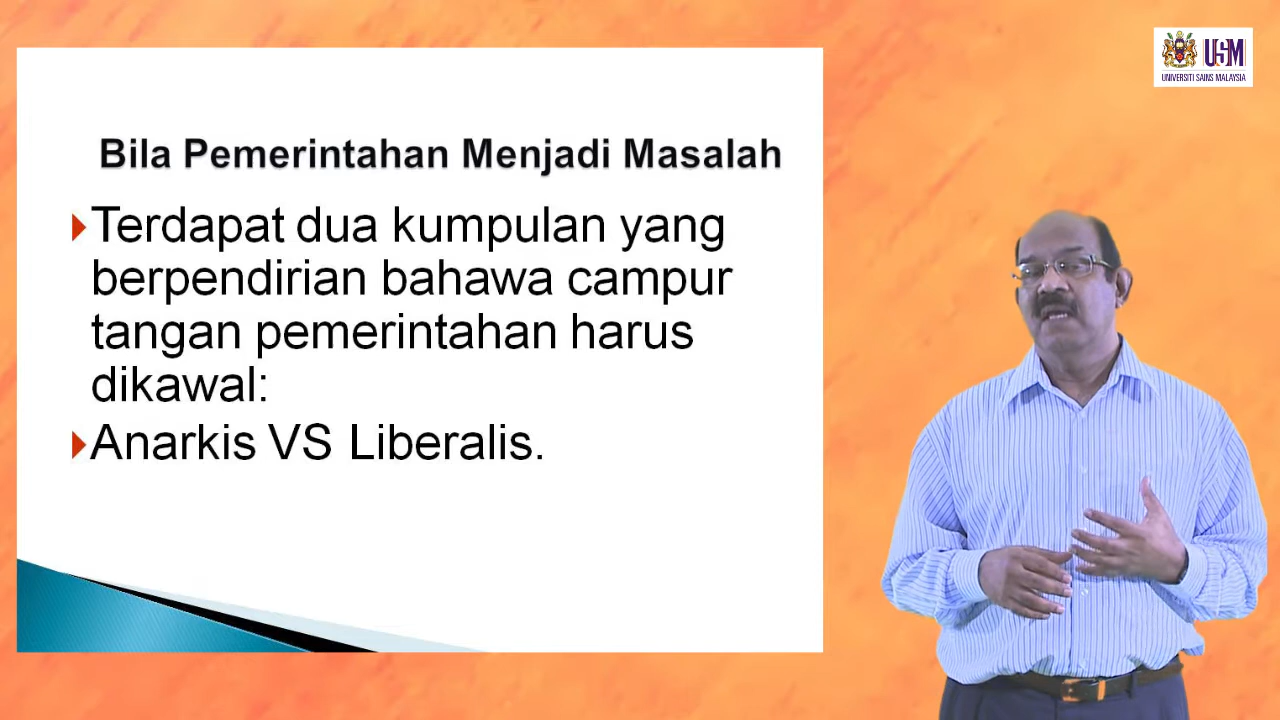 USM
UNIVERSITI SAINS MALAYSIA
Bila Pemerintahan Menjadi Masalah
Terdapat dua kumpulan yang
berpendirian bahawa campur
tangan pemerintahan harus
dikawal:
Anarkis VS Liberalis.